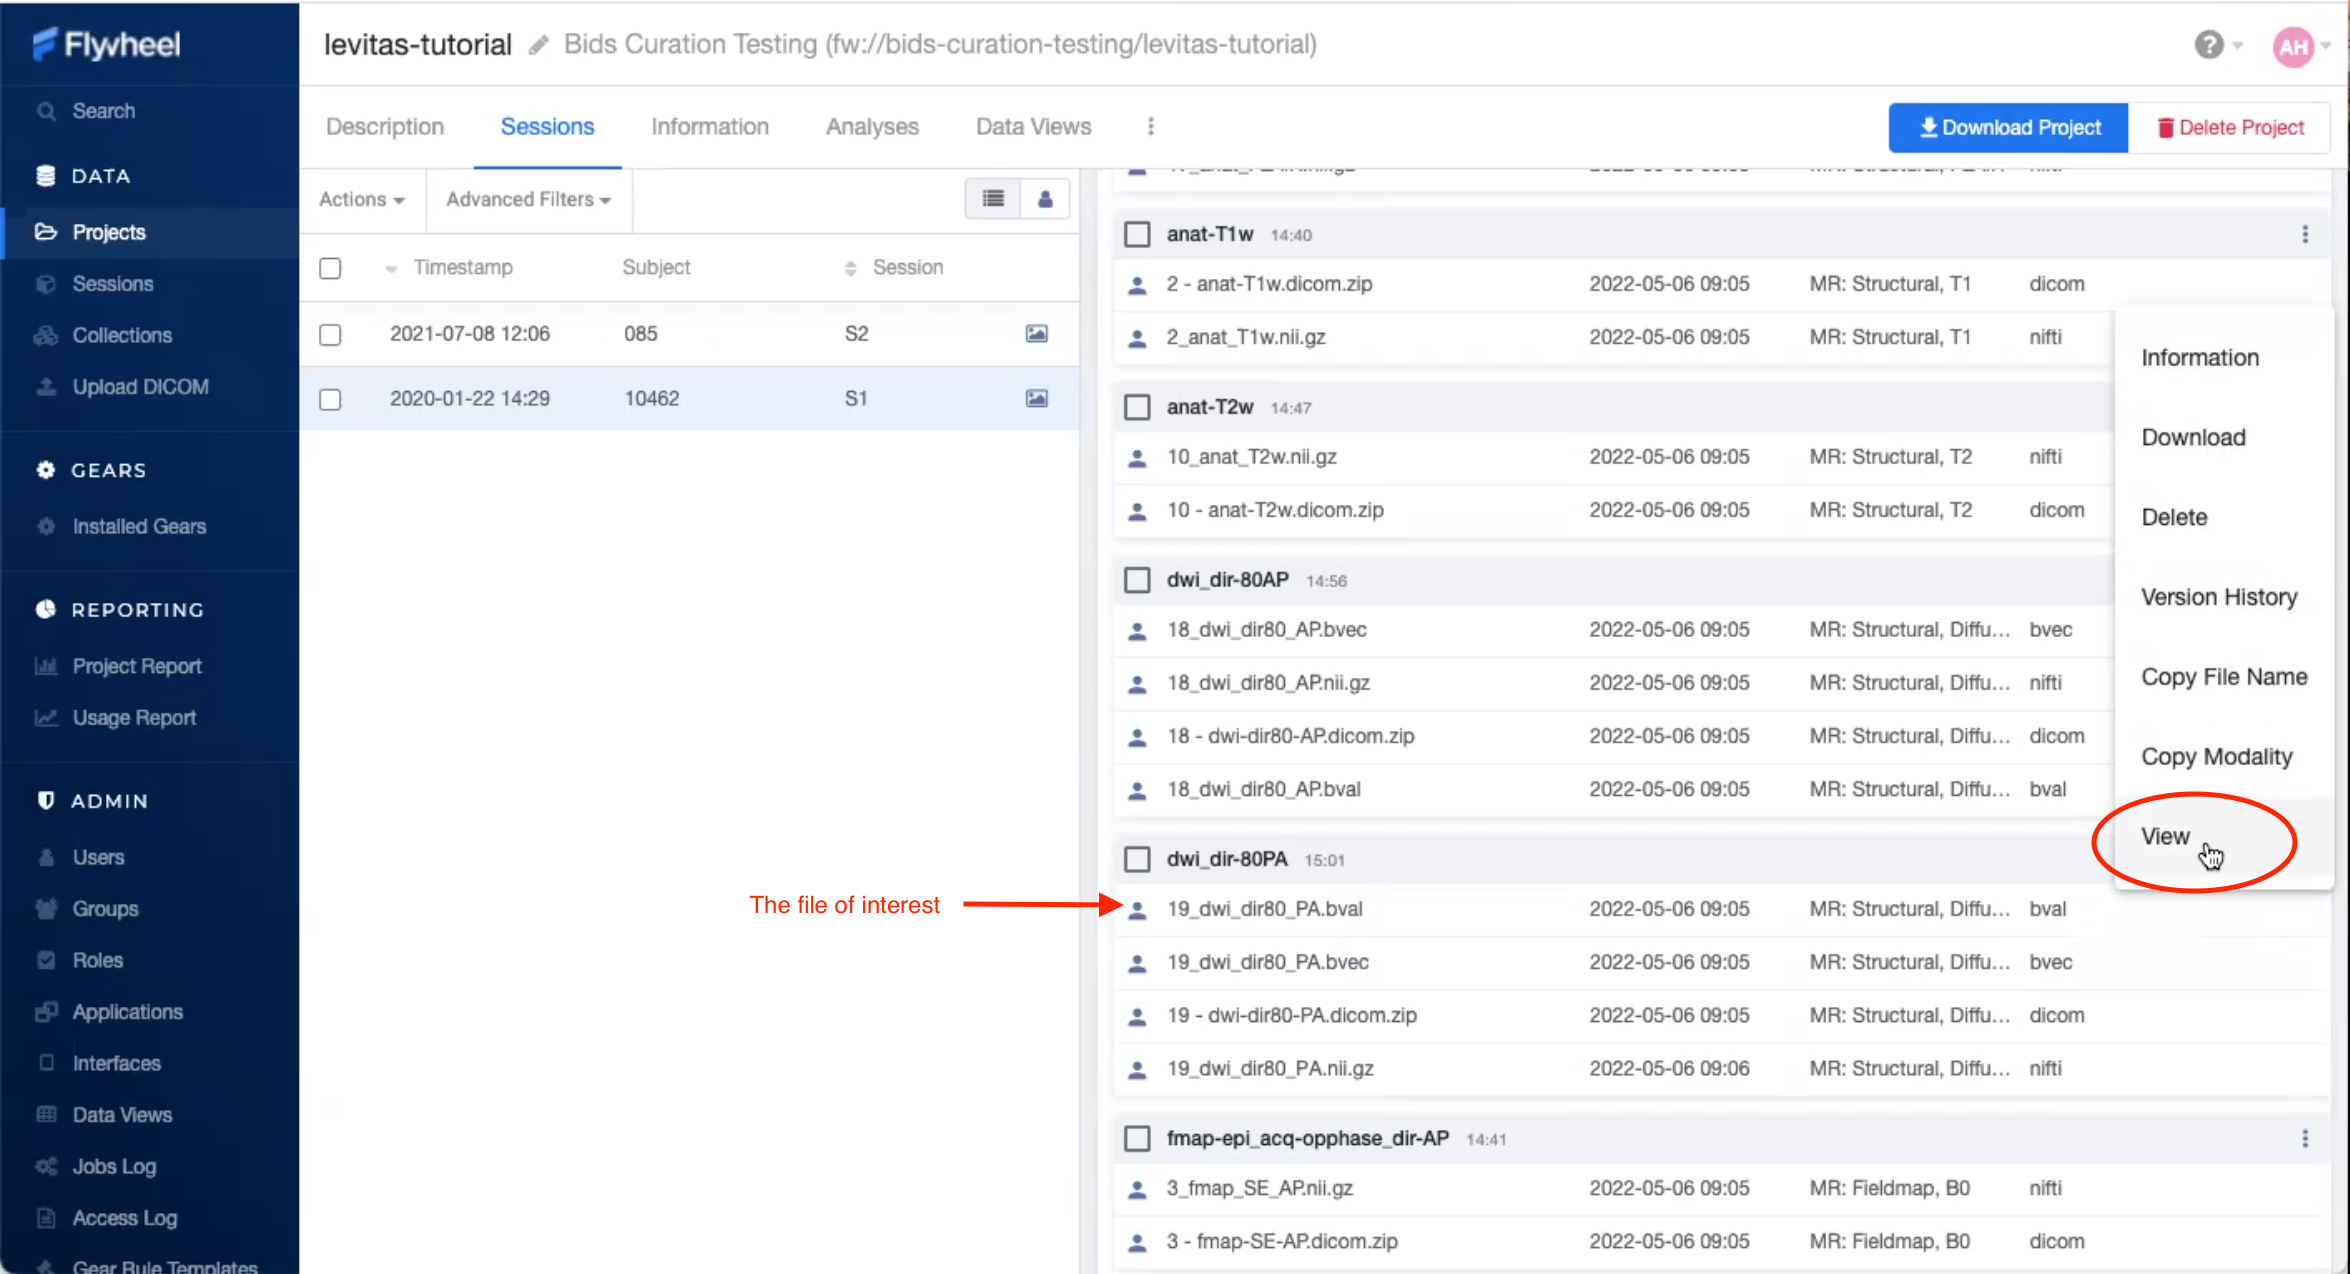 Flywheel
levitas-tutorial Bids Curation Testing (fw://bids-curation-testing/levitas-tutorial)
? AH
Search
DATA
Projects
Sessions
Collections
Upload DICOM
GEARS
Installed Gears
REPORTING
Project Report
Usage Report
ADMIN
Users
Groups
Roles
Applications
Interfaces
Data Views
Jobs Log
Access Log
Gear Rule Templates
Description Sessions Information Analyses Data Views
Download Project Delete Project
Actions Advanced Filters
Timestamp Subject Session
2021-07-08 12:06 085 S2
2020-01-22 14:29 10462 S1
anat-T1w 14:40
2 - anat-T1w.dicom.zip 2022-05-06 09:05 MR: Structural, T1 dicom
2_anat_T1w.nii.gz 2022-05-06 09:05 MR: Structural, T1 nifti
anat-T2w 14:47
10_anat_T2w.nii.gz 2022-05-06 09:05 MR: Structural, T2 nifti
10 - anat-T2w.dicom.zip 2022-05-06 09:05 MR: Structural, T2 dicom
dwi_dir-80AP 14:56
18_dwi_dir80_AP.bvec 2022-05-06 09:05 MR: Structural, Diffu... bvec
18_dwi_dir80_AP.nii.gz 2022-05-06 09:05 MR: Structural, Diffu... nifti
18 - dwi-dir80-AP.dicom.zip 2022-05-06 09:05 MR: Structural, Diffu... dicom
18_dwi_dir80_AP.bval 2022-05-06 09:05 MR: Structural, Diffu... bval
dwi_dir-80PA 15:01
The file of interest
19_dwi_dir80_PA.bval 2022-05-06 09:05 MR: Structural, Diffu... bval
19_dwi_dir80_PA.bvec 2022-05-06 09:05 MR: Structural, Diffu... bvec
19 - dwi-dir80-PA.dicom.zip 2022-05-06 09:05 MR: Structural, Diffu... dicom
19_dwi_dir80_PA.nii.gz 2022-05-06 09:06 MR: Structural, Diffu... nifti
fmap-epi_acq-opphase_dir-AP 14:41
3_fmap_SE_AP.nii.gz 2022-05-06 09:05 MR: Fieldmap, B0 nifti
3 - fmap-SE-AP.dicom.zip 2022-05-06 09:05 MR: Fieldmap, B0 dicom
Information
Download
Delete
Version History
Copy File Name
Copy Modality
View